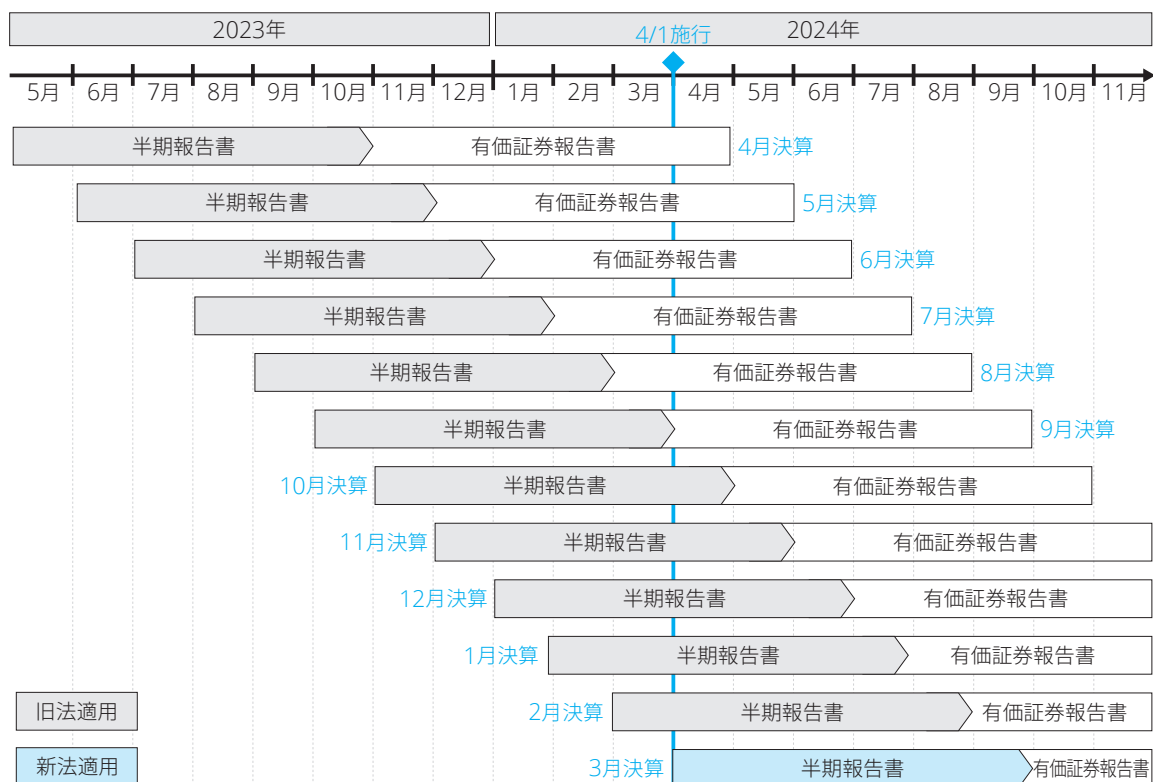 2023年
2024年
4/1施行
5月 6月 7月 8月 9月 10月 11月 12月 1月 2月 3月 4月 5月 6月 7月 8月 9月 10月 11月
半期報告書 有価証券報告書 4月決算
半期報告書 有価証券報告書 5月決算
半期報告書 有価証券報告書 6月決算
半期報告書 有価証券報告書 7月決算
半期報告書 有価証券報告書 8月決算
半期報告書 有価証券報告書 9月決算
10月決算 半期報告書 有価証券報告書
11月決算 半期報告書 有価証券報告書
12月決算 半期報告書 有価証券報告書
1月決算 半期報告書 有価証券報告書
旧法適用 2月決算 半期報告書 有価証券報告書
新法適用 3月決算 半期報告書 有価証券報告書